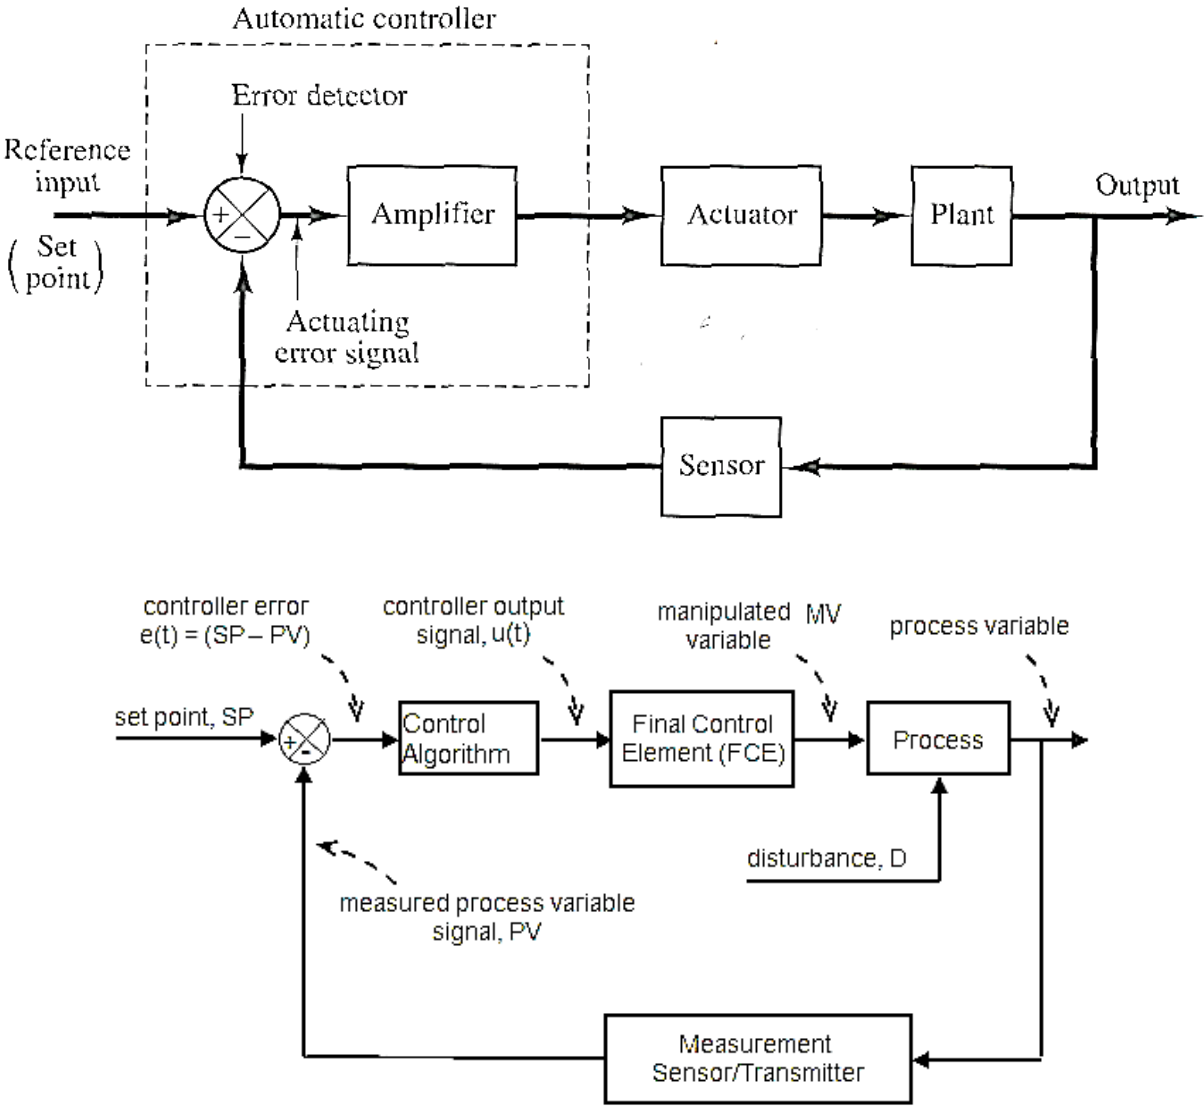 Automatic controller
Error detector
Reference
input
(Set
point)
+
−
Amplifier
Actuator
Plant
Output
Actuating
error signal
Sensor
controller error
e(t) = (SP – PV)
controller output
signal, u(t)
manipulated MV
variable
process variable
set point, SP
+
-
Control
Algorithm
Final Control
Element (FCE)
Process
disturbance, D
measured process variable
signal, PV
Measurement
Sensor/Transmitter